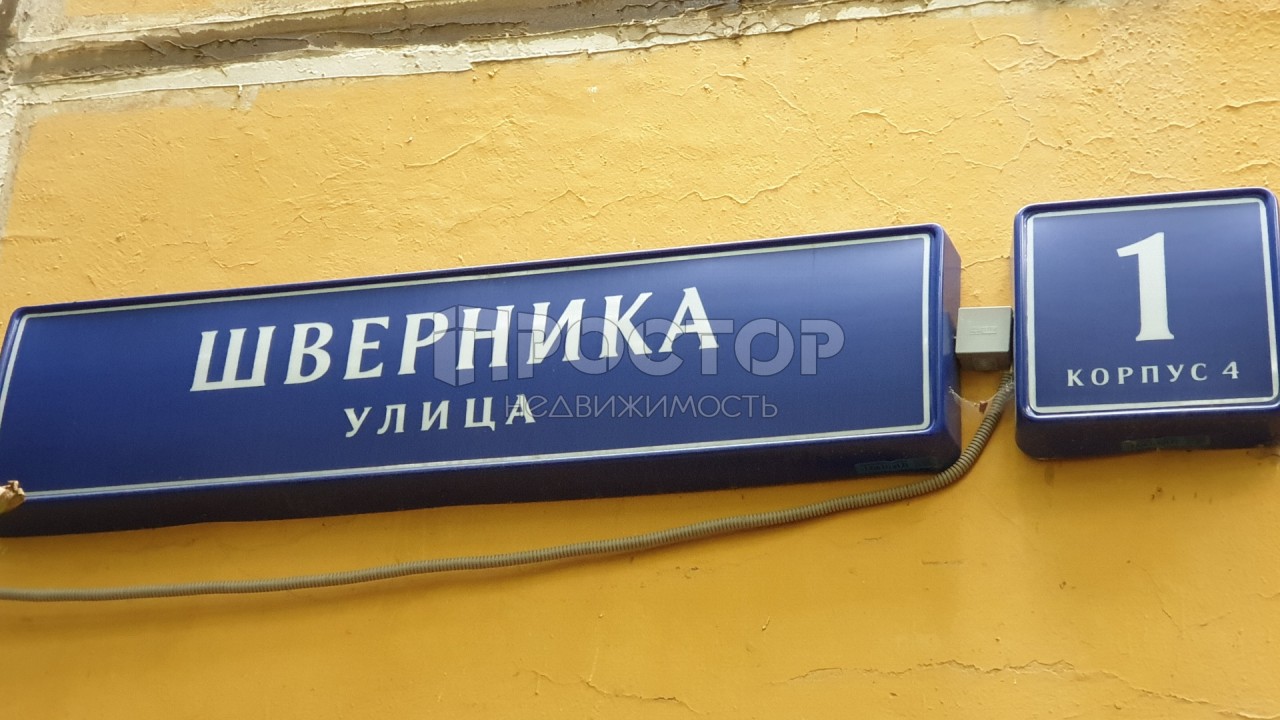 ШВЕРНИКА
УЛИЦА
1
КОРПУС 4
ПРОСТОР
недвижимость